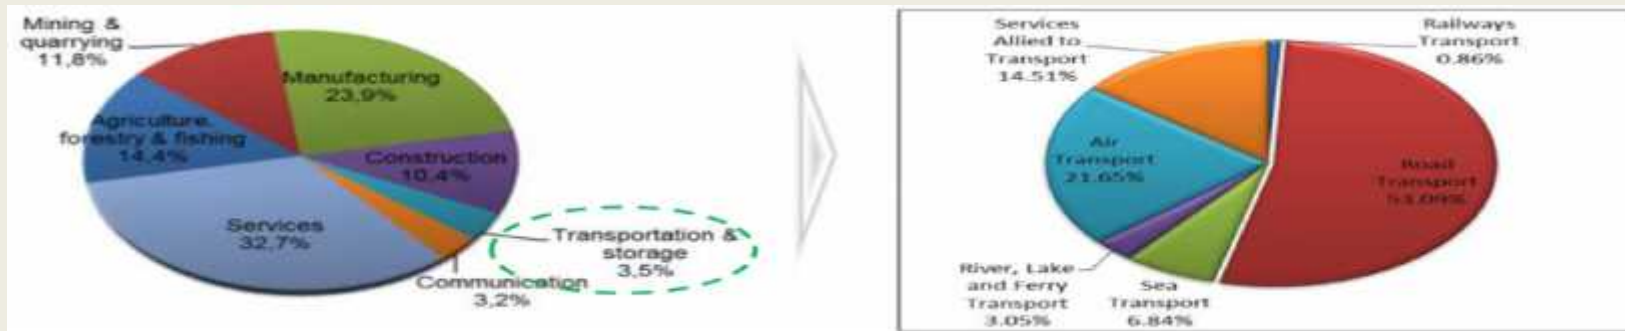 Mining &
quarrying
11,8%
Manufacturing
23,9%
Agriculture,
forestry & fishing
14,4%
Construction
10,4%
Services
32,7%
Transportation &
storage
3,5%
Communication
3,2%
Services
Allied to
Transport
14.51%
Railways
Transport
0.86%
Air
Transport
21.65%
Road
Transport
53.09%
River, Lake
and Ferry
Transport
3.05%
Sea
Transport
6.84%